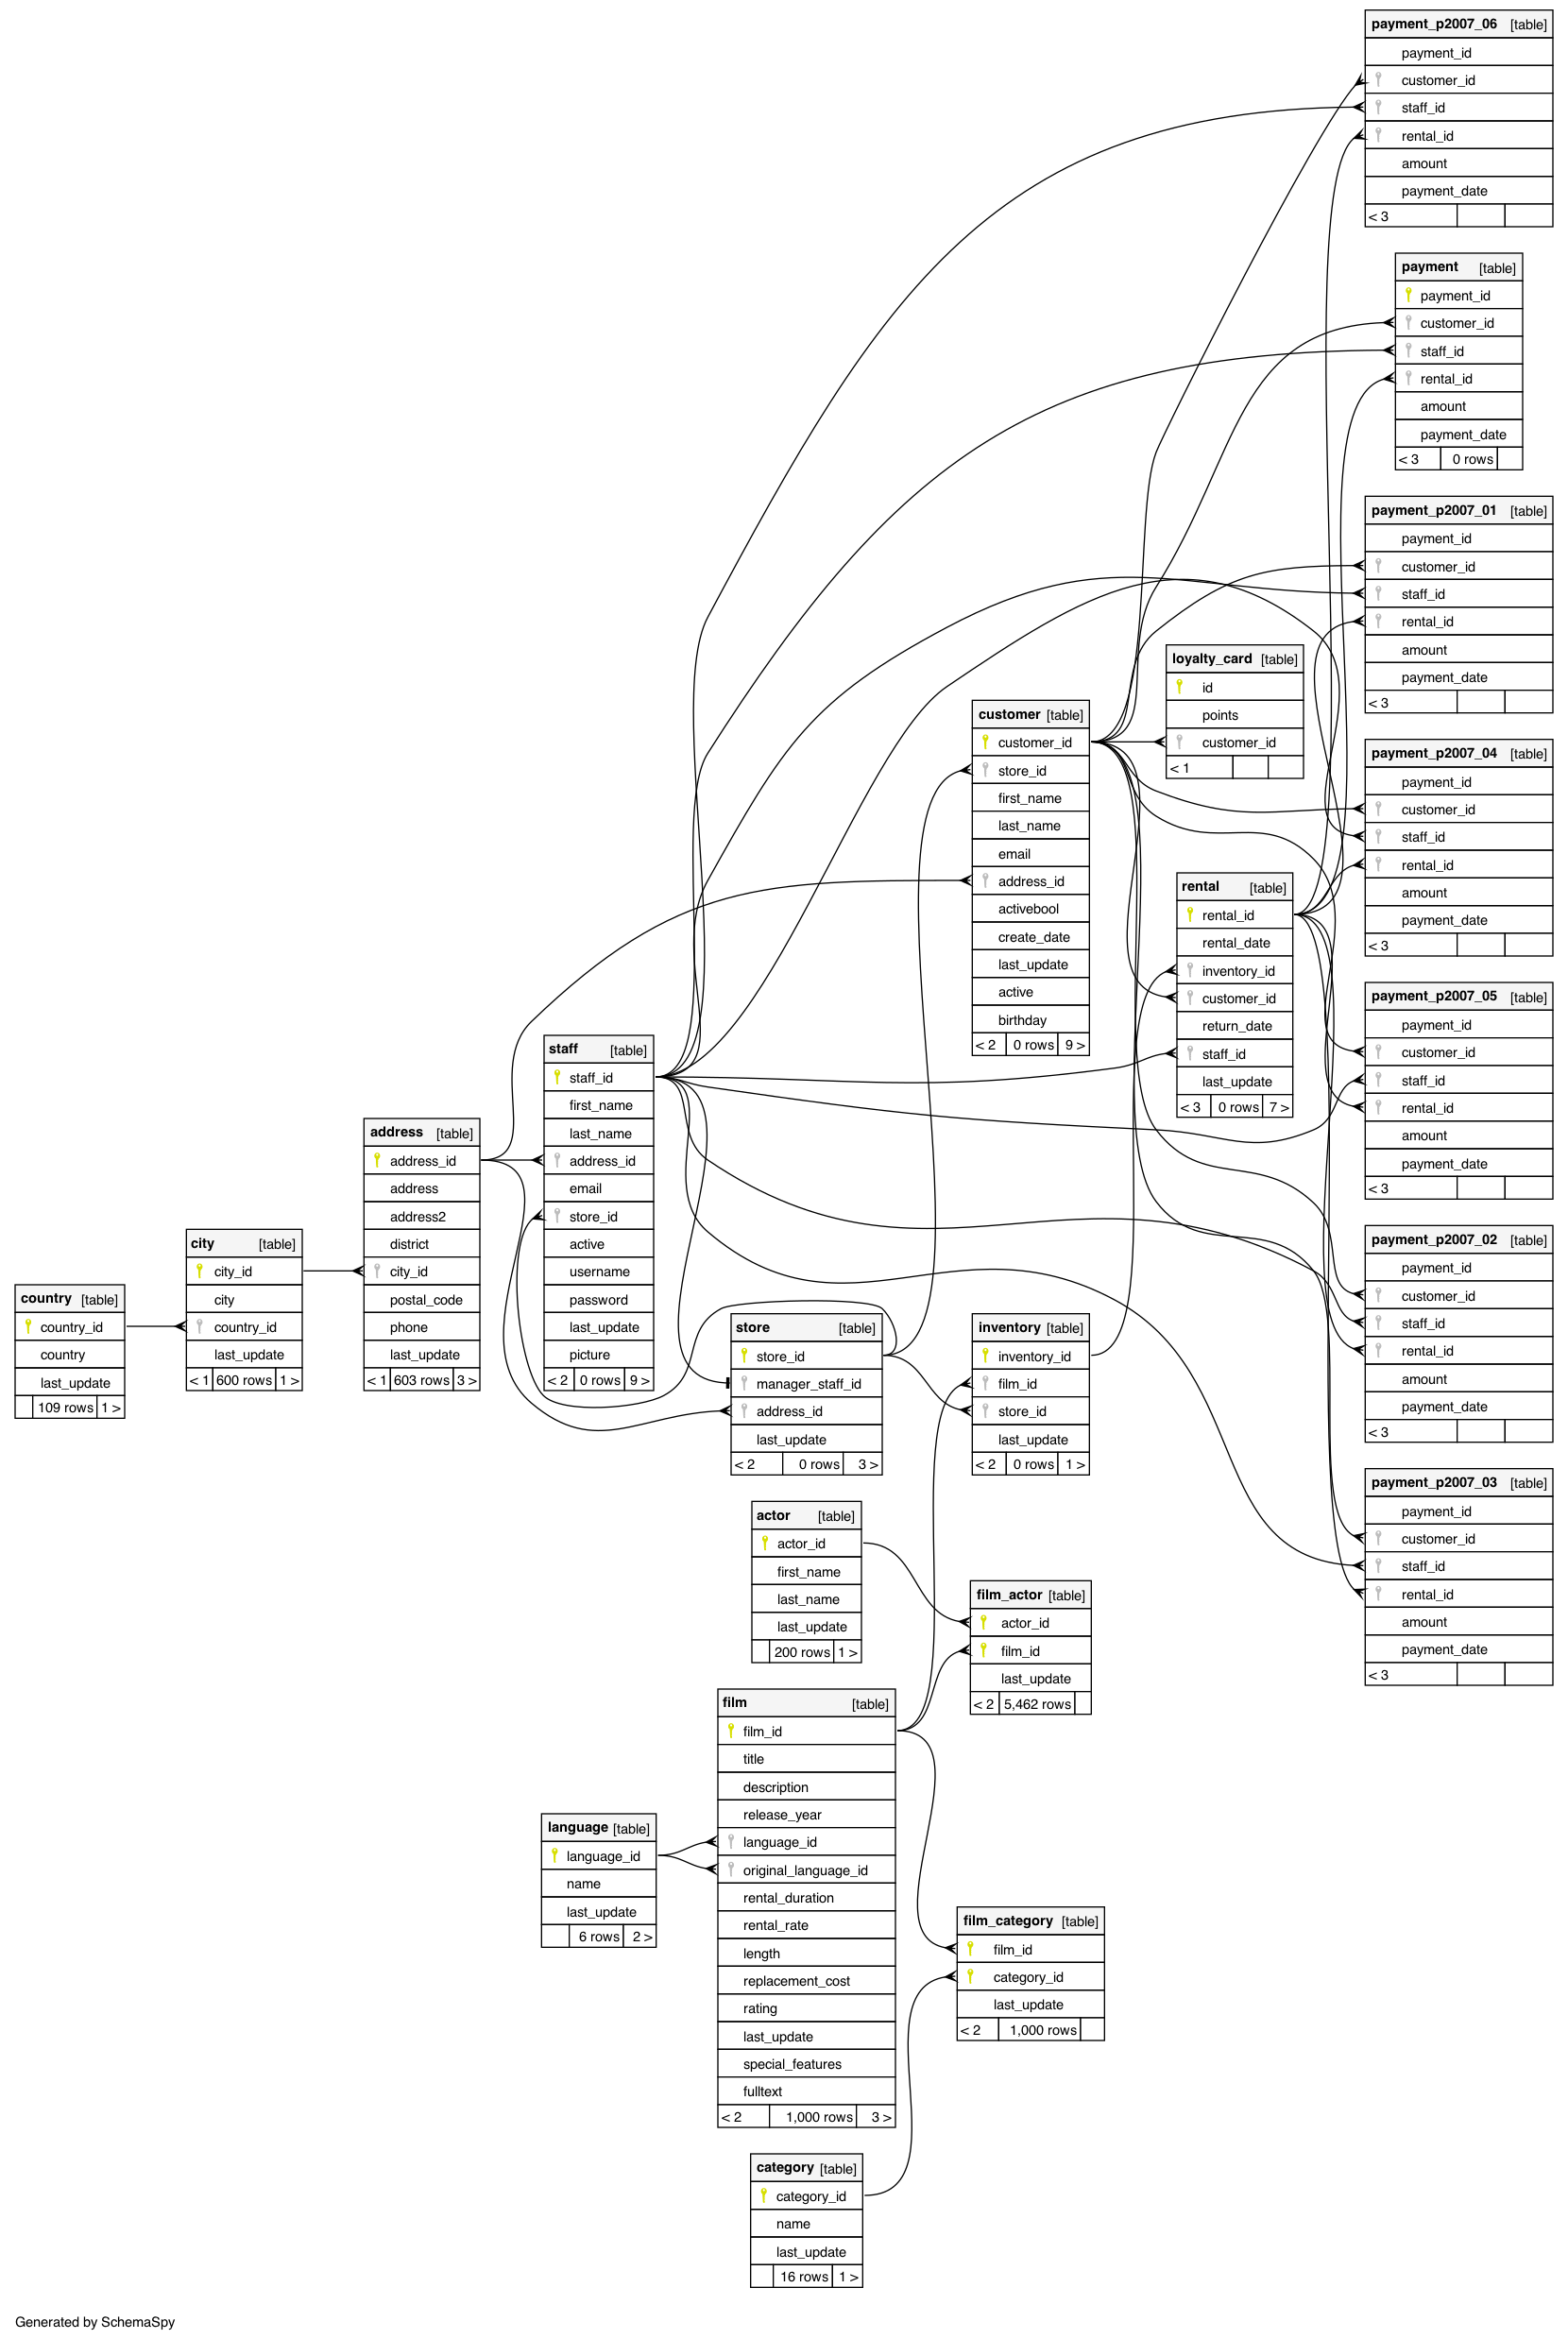 payment_p2007_06 [table]
payment_id
customer_id
staff_id
rental_id
amount
payment_date
< 3
payment [table]
payment_id
customer_id
staff_id
rental_id
amount
payment_date
< 3 0 rows
payment_p2007_01 [table]
payment_id
customer_id
staff_id
rental_id
amount
payment_date
< 3
loyalty_card [table]
id
points
customer_id
< 1
customer [table]
customer_id
store_id
first_name
last_name
email
address_id
activebool
create_date
last_update
active
birthday
< 2 0 rows 9 >
payment_p2007_04 [table]
payment_id
customer_id
staff_id
rental_id
amount
payment_date
< 3
rental [table]
rental_id
rental_date
inventory_id
customer_id
return_date
staff_id
last_update
< 3 0 rows 7 >
payment_p2007_05 [table]
payment_id
customer_id
staff_id
rental_id
amount
payment_date
< 3
staff [table]
staff_id
first_name
last_name
address_id
email
store_id
active
username
password
last_update
picture
< 2 0 rows 9 >
address [table]
address_id
address
address2
district
city_id
postal_code
phone
last_update
< 1 603 rows 3 >
city [table]
city_id
city
country_id
last_update
< 1 600 rows 1 >
country [table]
country_id
country
last_update
109 rows 1 >
payment_p2007_02 [table]
payment_id
customer_id
staff_id
rental_id
amount
payment_date
< 3
store [table]
store_id
manager_staff_id
address_id
last_update
< 2 0 rows 3 >
inventory [table]
inventory_id
film_id
store_id
last_update
< 2 0 rows 1 >
payment_p2007_03 [table]
payment_id
customer_id
staff_id
rental_id
amount
payment_date
< 3
actor [table]
actor_id
first_name
last_name
last_update
200 rows 1 >
film_actor [table]
actor_id
film_id
last_update
< 2 5,462 rows
film [table]
film_id
title
description
release_year
language_id
original_language_id
rental_duration
rental_rate
length
replacement_cost
rating
last_update
special_features
fulltext
< 2 1,000 rows 3 >
language [table]
language_id
name
last_update
6 rows 2 >
film_category [table]
film_id
category_id
last_update
< 2 1,000 rows
category [table]
category_id
name
last_update
16 rows 1 >
Generated by SchemaSpy